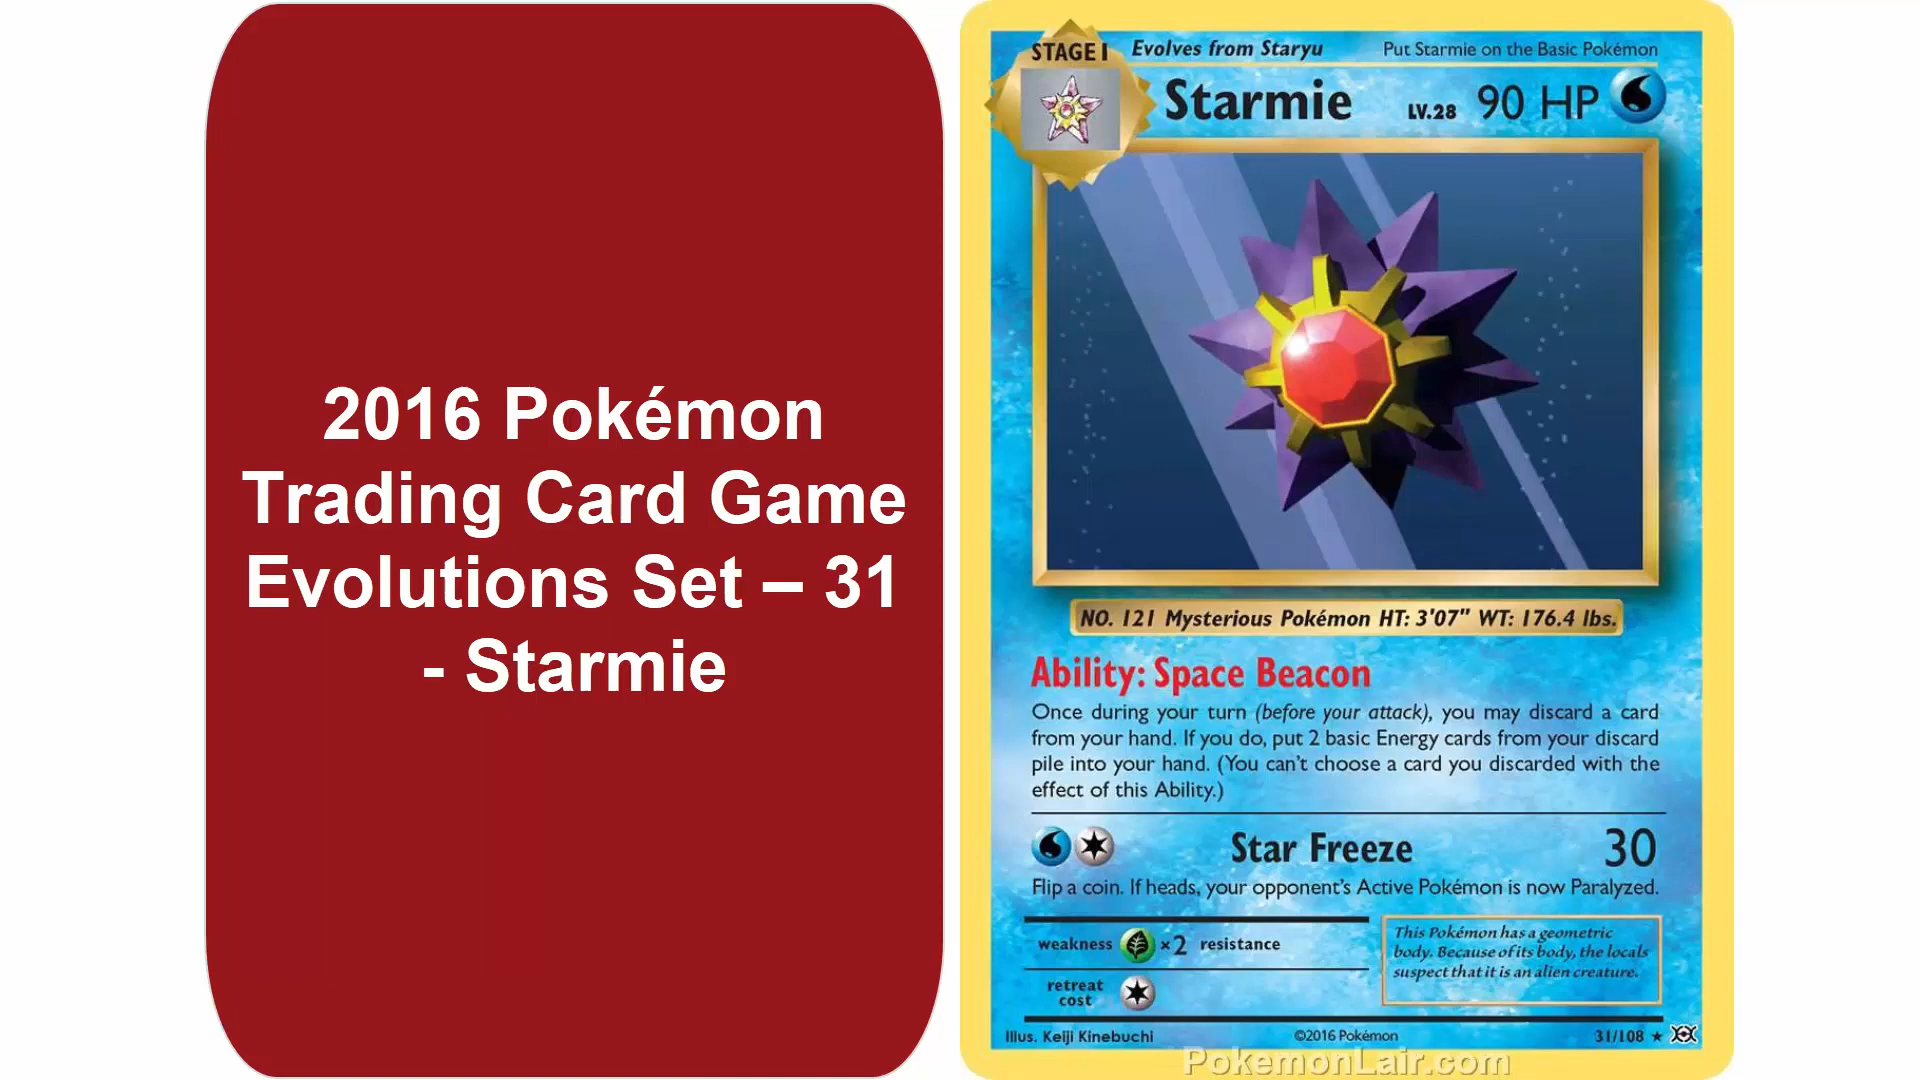 2016 Pokémon
Trading Card Game
Evolutions Set – 31
- Starmie
STAGE 1 Evolves from Staryu Put Starmie on the Basic Pokémon
Starmie LV.28 90 HP
NO. 121 Mysterious Pokémon HT: 3'07" WT: 176.4 lbs.
Ability: Space Beacon
Once during your turn (before your attack), you may discard a card
from your hand. If you do, put 2 basic Energy cards from your discard
pile into your hand. (You can't choose a card you discarded with the
effect of this Ability.)
Star Freeze 30
Flip a coin. If heads, your opponent's Active Pokémon is now Paralyzed.
weakness ×2 resistance
retreat
cost
This Pokémon has a geometric
body. Because of its body, the locals
suspect that it is an alien creature.
Illus. Keiji Kinebuchi ©2016 Pokémon 31/108 ★
PokemonLair.com